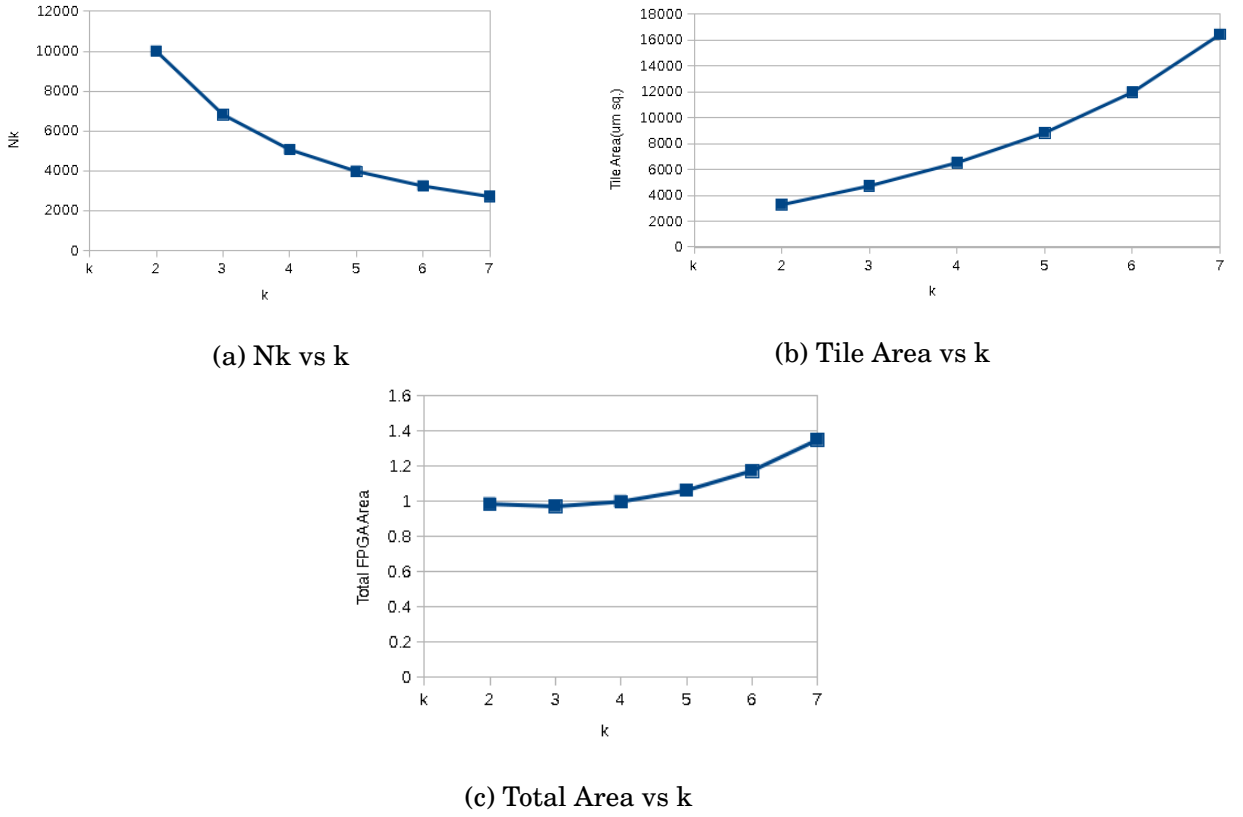 12000
10000
8000
6000
4000
2000
0
Nk
k 2 3 4 5 6 7
k
(a) Nk vs k
18000
16000
14000
12000
10000
8000
6000
4000
2000
0
Tile Area(um sq.)
k 2 3 4 5 6 7
k
(b) Tile Area vs k
1.6
1.4
1.2
1
0.8
0.6
0.4
0.2
0
Total FPGA Area
k 2 3 4 5 6 7
k
(c) Total Area vs k